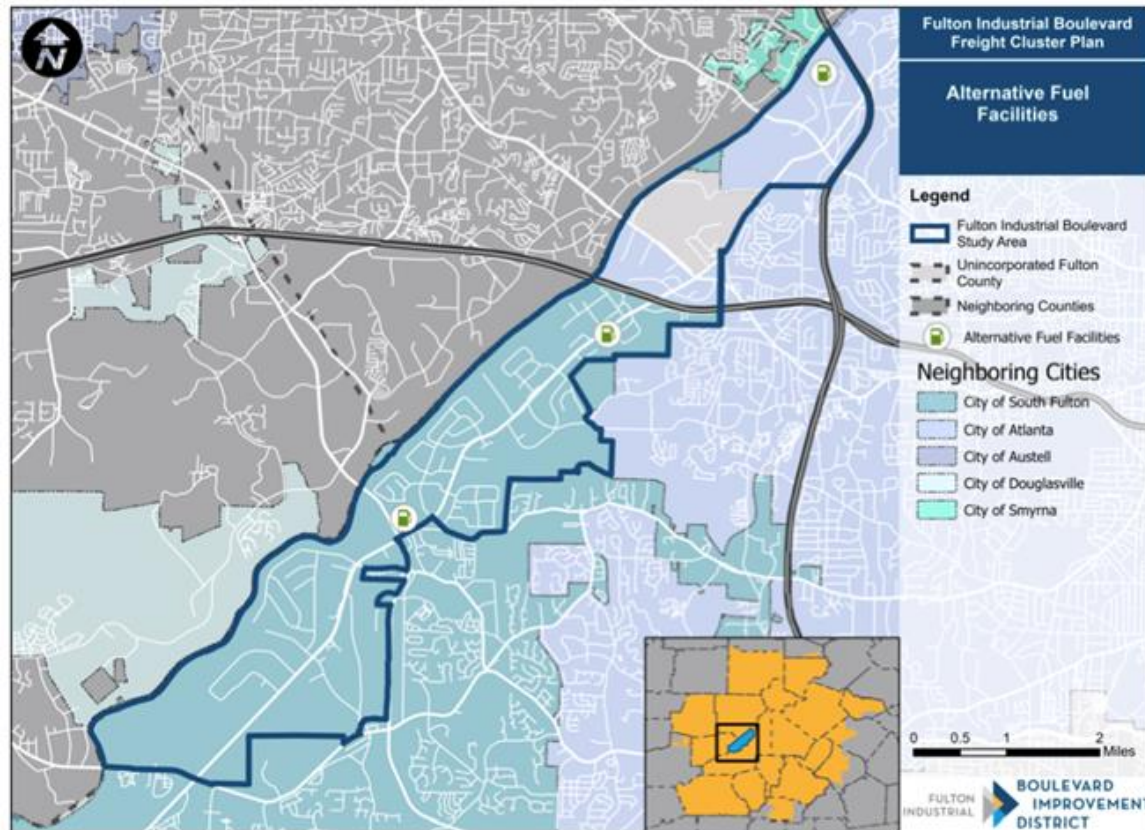 N
Fulton Industrial Boulevard
Freight Cluster Plan
Alternative Fuel
Facilities
Legend
Fulton Industrial Boulevard
Study Area
Unincorporated Fulton
County
Neighboring Counties
Alternative Fuel Facilities
Neighboring Cities
City of South Fulton
City of Atlanta
City of Austell
City of Douglasville
City of Smyrna
0 0.5 1 2
Miles
FULTON
INDUSTRIAL
BOULEVARD
IMPROVEMENT
DISTRICT